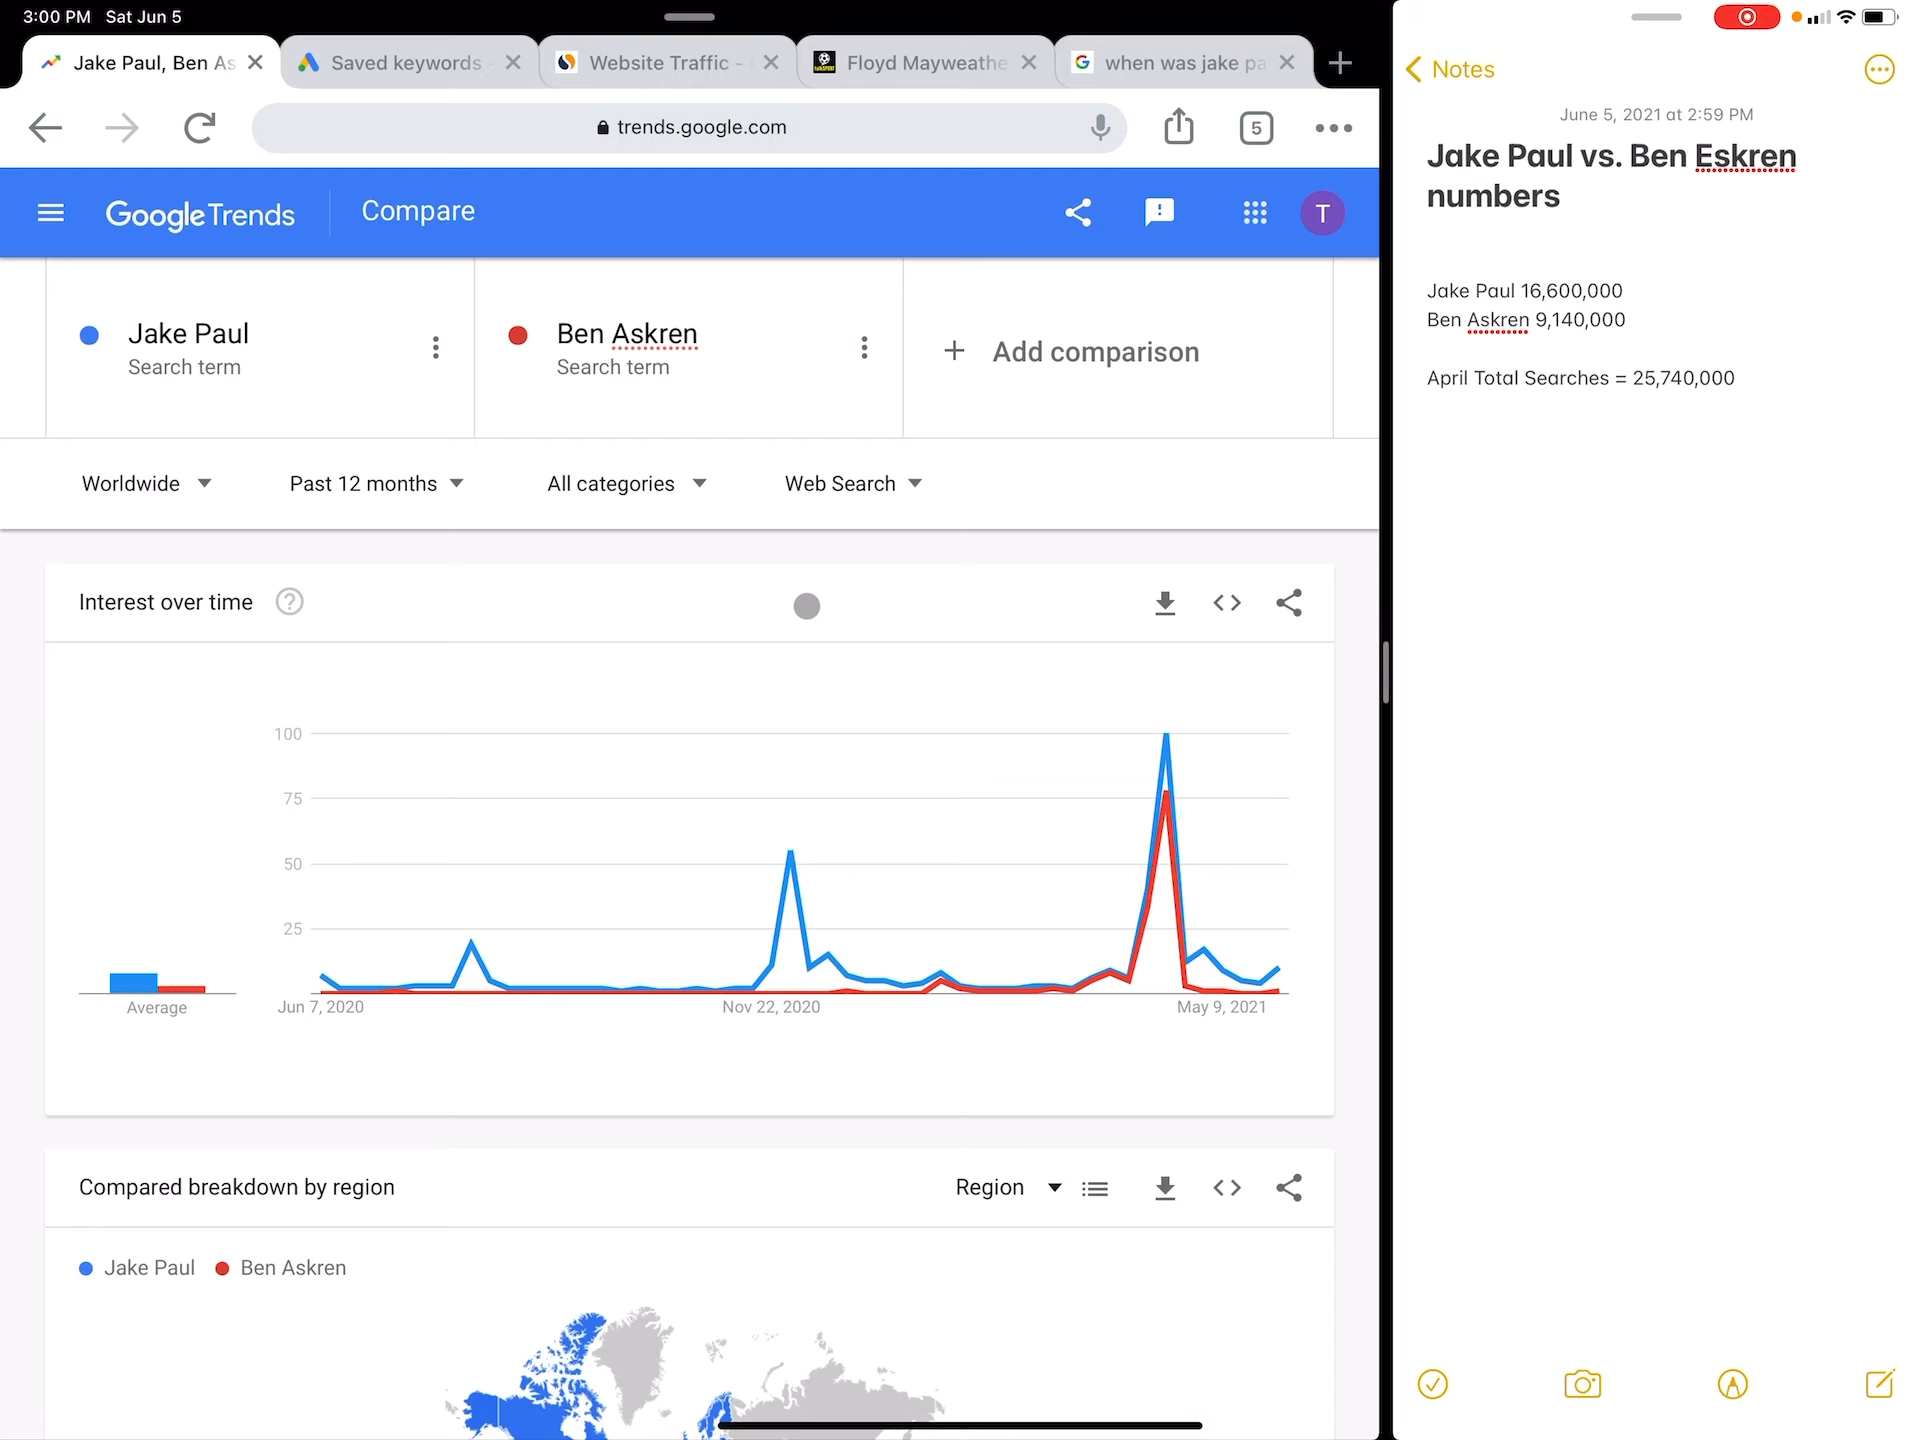 3:00 PM Sat Jun 5
Jake Paul, Ben As
Saved keywords -
Website Traffic -
Floyd Mayweathe
when was jake pa
trends.google.com
5
Google Trends
Compare
T
Jake Paul
Search term
Ben Askren
Search term
+ Add comparison
Worldwide
Past 12 months
All categories
Web Search
Interest over time
?
100
75
50
25
Average
Jun 7, 2020
Nov 22, 2020
May 9, 2021
Compared breakdown by region
Region
Jake Paul
Ben Askren
Notes
June 5, 2021 at 2:59 PM
Jake Paul vs. Ben Eskren
numbers
Jake Paul 16,600,000
Ben Askren 9,140,000
April Total Searches = 25,740,000